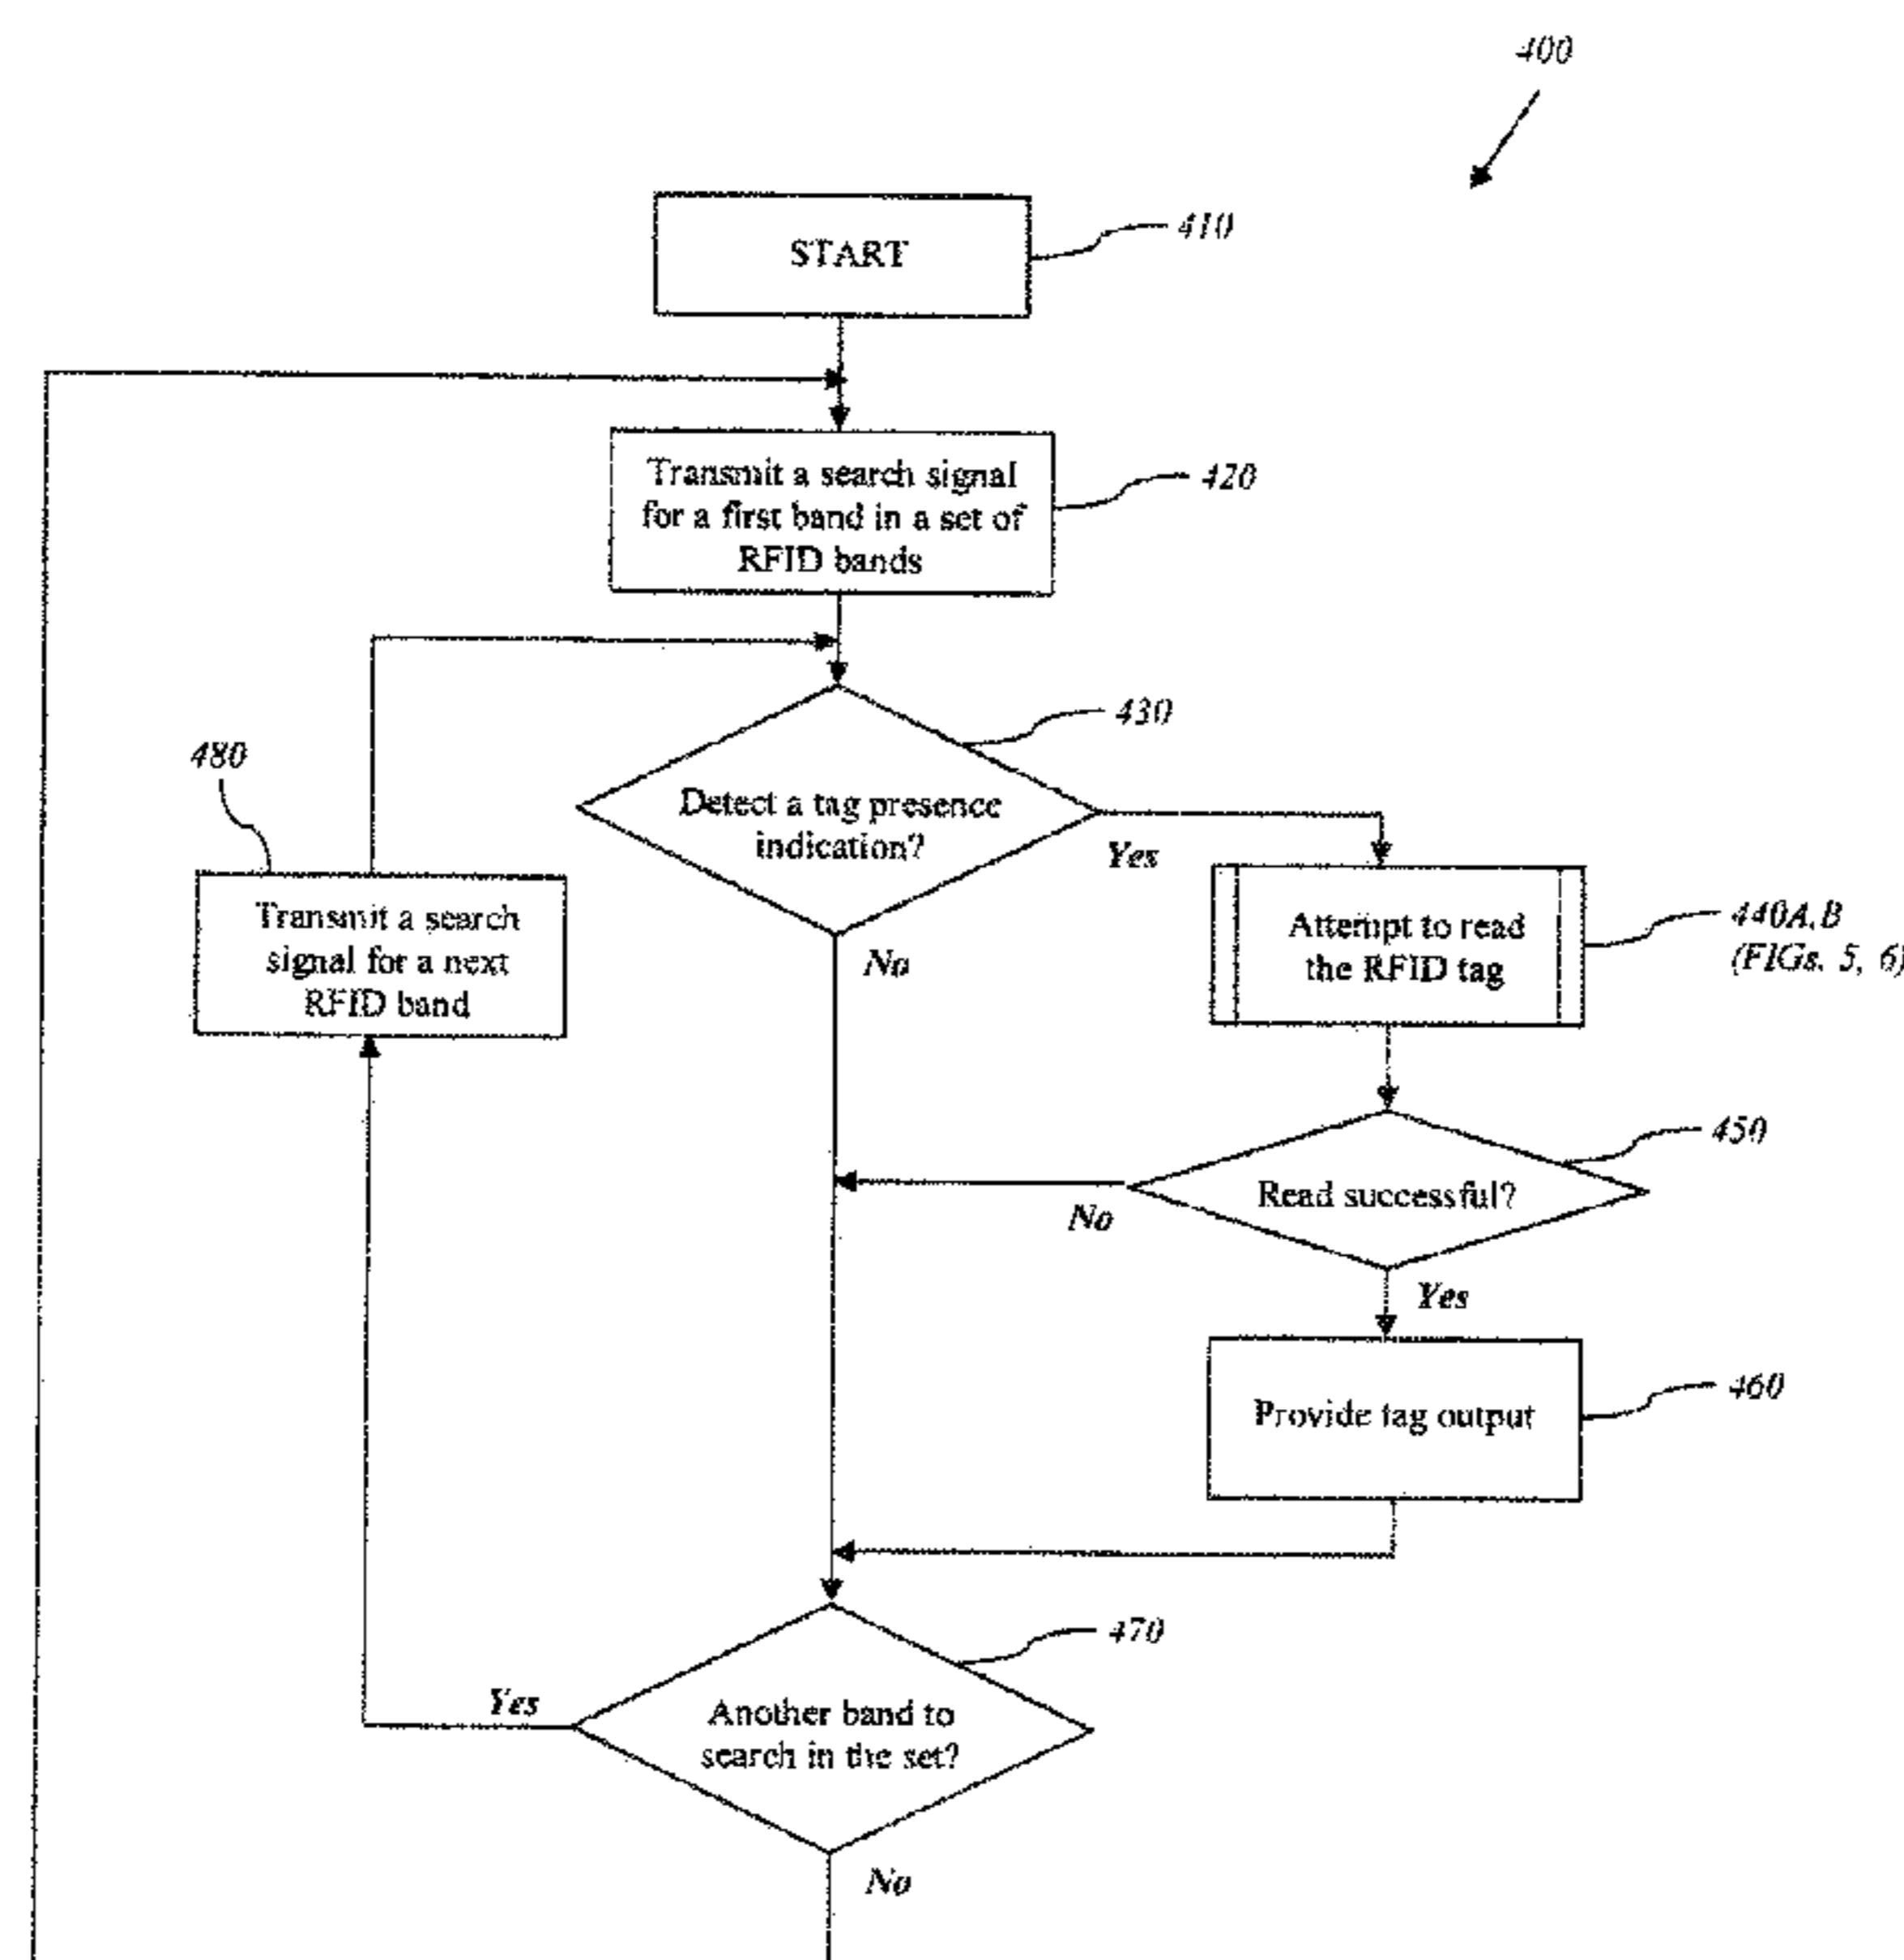 400
START
410
Transmit a search signal
for a first band in a set of
RFID bands
420
430
Detect a tag presence
indication?
Yes
No
480
Transmit a search
signal for a next
RFID band
Attempt to read
the RFID tag
440A,B
(FIGs. 5, 6)
450
Read successful?
No
Yes
Provide tag output
460
470
Another band to
search in the set?
Yes
No